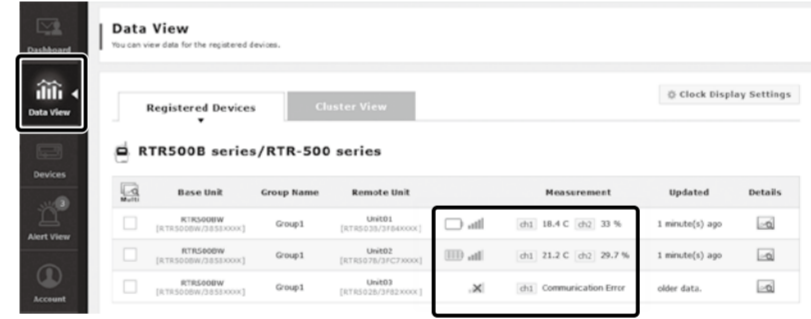 Dashboard
Data View
Devices
3
Alert View
Account
Data View
You can view data for the registered devices.
Registered Devices
Cluster View
Clock Display Settings
RTR500B series/RTR-500 series
Multi Base Unit Group Name Remote Unit Measurement Updated Details
RTR500BW Group1 Unit01 ch1 18.4 C ch2 33 % 1 minute(s) ago
RTR500BW Group1 Unit02 ch1 21.2 C ch2 29.7 % 1 minute(s) ago
RTR500BW Group1 Unit03 ch1 Communication Error older data.